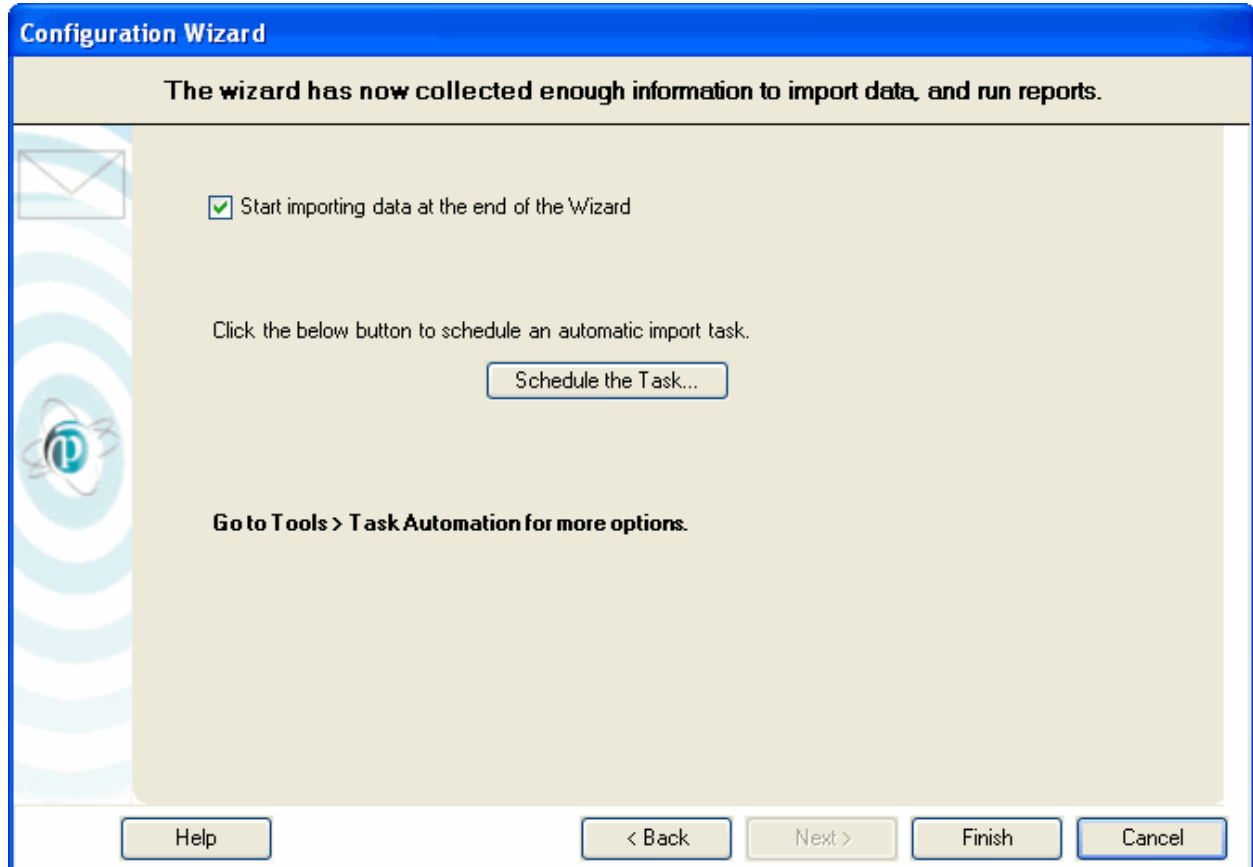 Configuration Wizard
The wizard has now collected enough information to import data, and run reports.
Start importing data at the end of the Wizard
Click the below button to schedule an automatic import task.
Schedule the Task...
Go to Tools > Task Automation for more options.
Help
< Back
Next >
Finish
Cancel